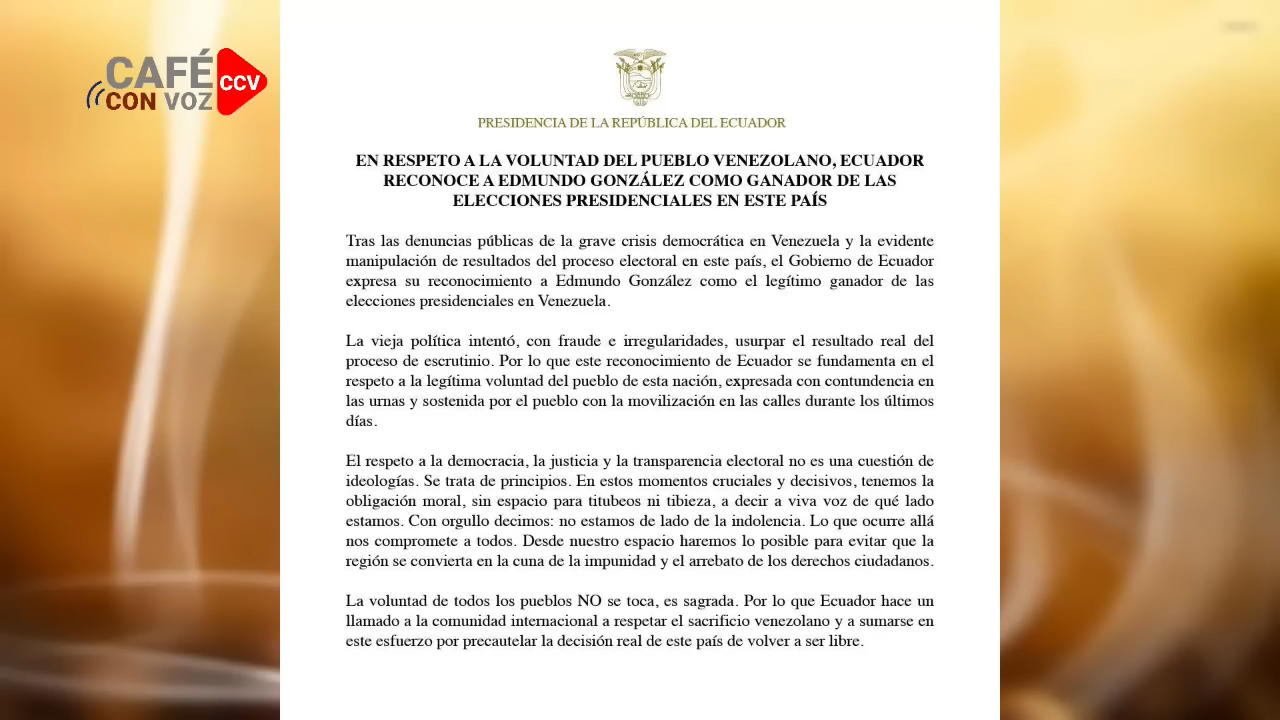 CAFÉ
CON VOZ
CCV
PRESIDENCIA DE LA REPÚBLICA DEL ECUADOR
EN RESPETO A LA VOLUNTAD DEL PUEBLO VENEZOLANO, ECUADOR
RECONOCE A EDMUNDO GONZÁLEZ COMO GANADOR DE LAS
ELECCIONES PRESIDENCIALES EN ESTE PAÍS
Tras las denuncias públicas de la grave crisis democrática en Venezuela y la evidente
manipulación de resultados del proceso electoral en este país, el Gobierno de Ecuador
expresa su reconocimiento a Edmundo González como el legítimo ganador de las
elecciones presidenciales en Venezuela.
La vieja política intentó, con fraude e irregularidades, usurpar el resultado real del
proceso de escrutinio. Por lo que este reconocimiento de Ecuador se fundamenta en el
respeto a la legítima voluntad del pueblo de esta nación, expresada con contundencia en
las urnas y sostenida por el pueblo con la movilización en las calles durante los últimos
días.
El respeto a la democracia, la justicia y la transparencia electoral no es una cuestión de
ideologías. Se trata de principios. En estos momentos cruciales y decisivos, tenemos la
obligación moral, sin espacio para titubeos ni tibieza, a decir a viva voz de qué lado
estamos. Con orgullo decimos: no estamos de lado de la indolencia. Lo que ocurre allá
nos compromete a todos. Desde nuestro espacio haremos lo posible para evitar que la
región se convierta en la cuna de la impunidad y el arrebato de los derechos ciudadanos.
La voluntad de todos los pueblos NO se toca, es sagrada. Por lo que Ecuador hace un
llamado a la comunidad internacional a respetar el sacrificio venezolano y a sumarse en
este esfuerzo por precautelar la decisión real de este país de volver a ser libre.